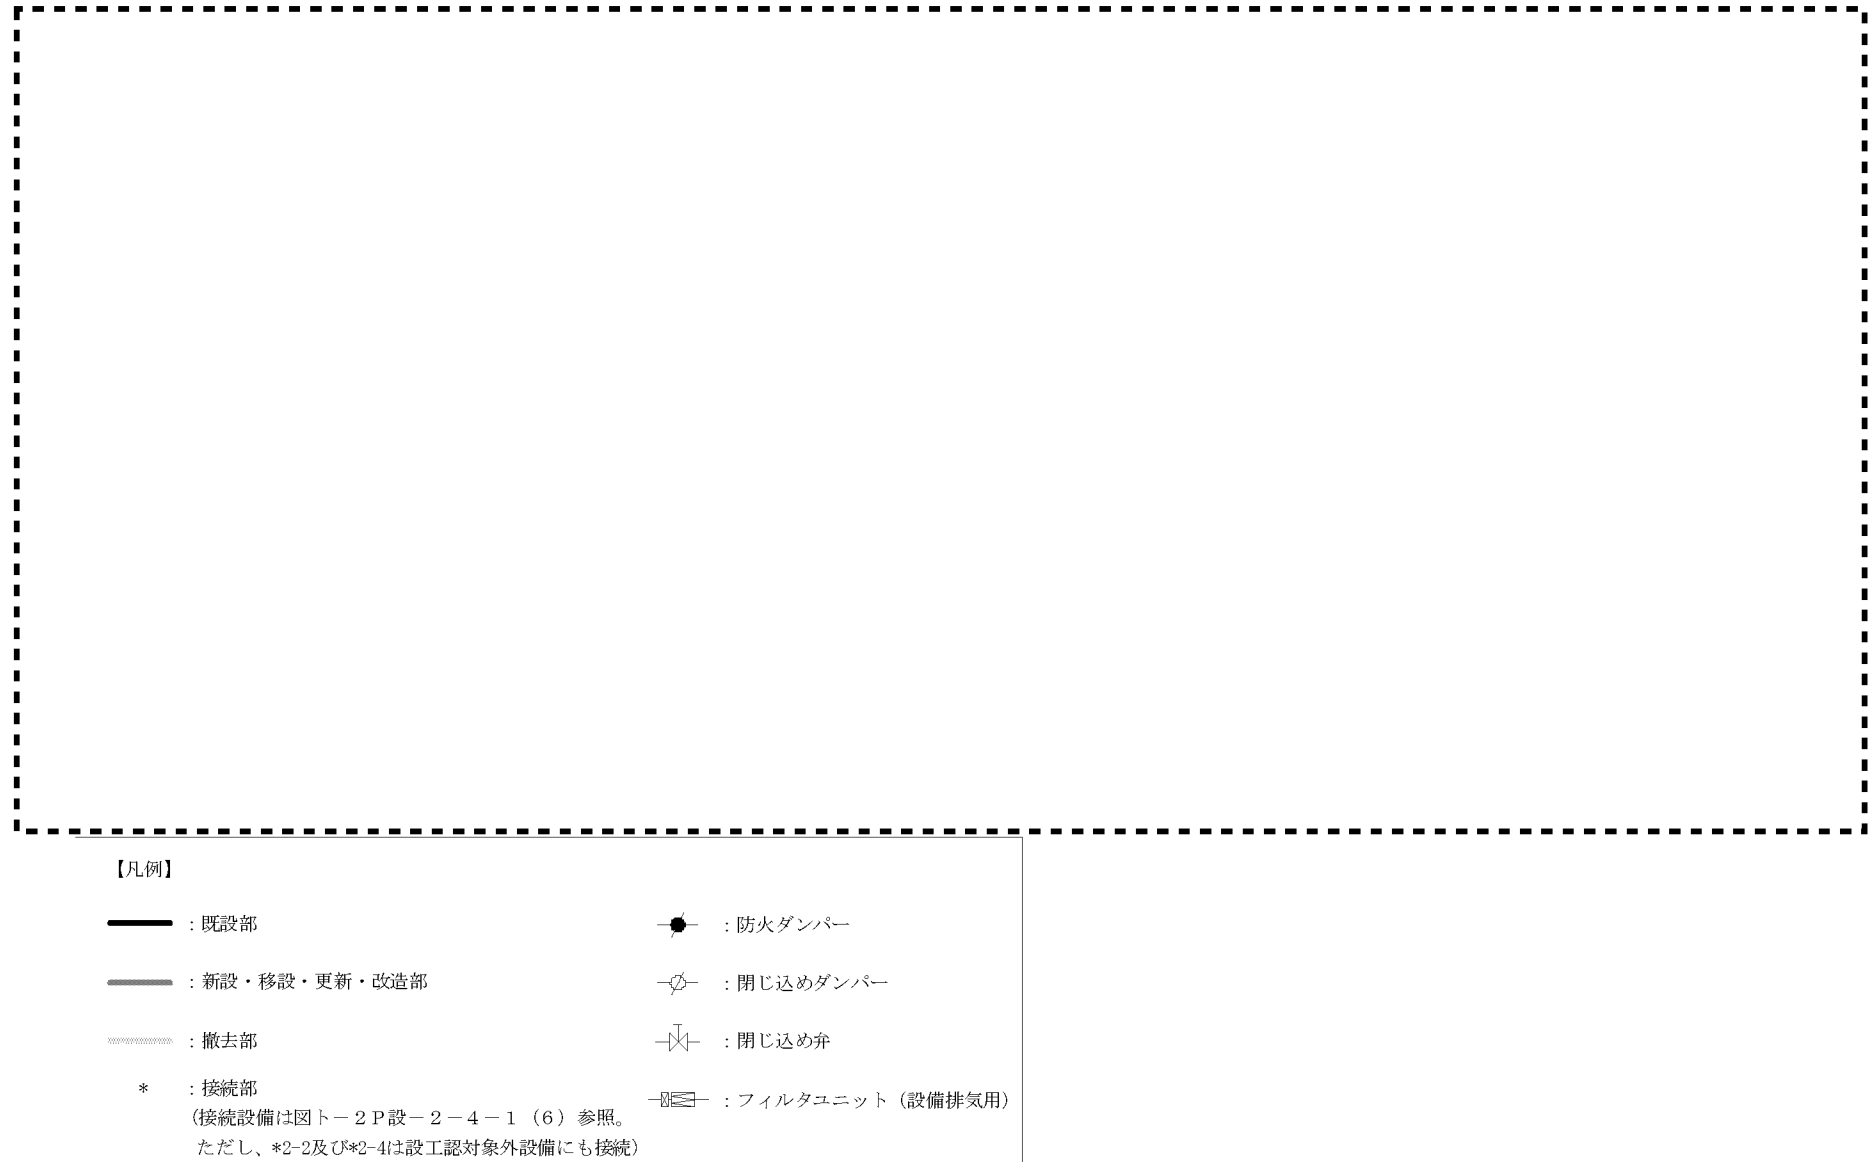 【凡例】
：既設部
：新設・移設・更新・改造部
：撤去部
* ：接続部
（接続設備は図ト－２Ｐ設－２－４－１（６）参照。
ただし、*2-2及び*2-4は設工認対象外設備にも接続）
：防火ダンパー
：閉じ込めダンパー
：閉じ込め弁
：フィルタユニット（設備排気用）